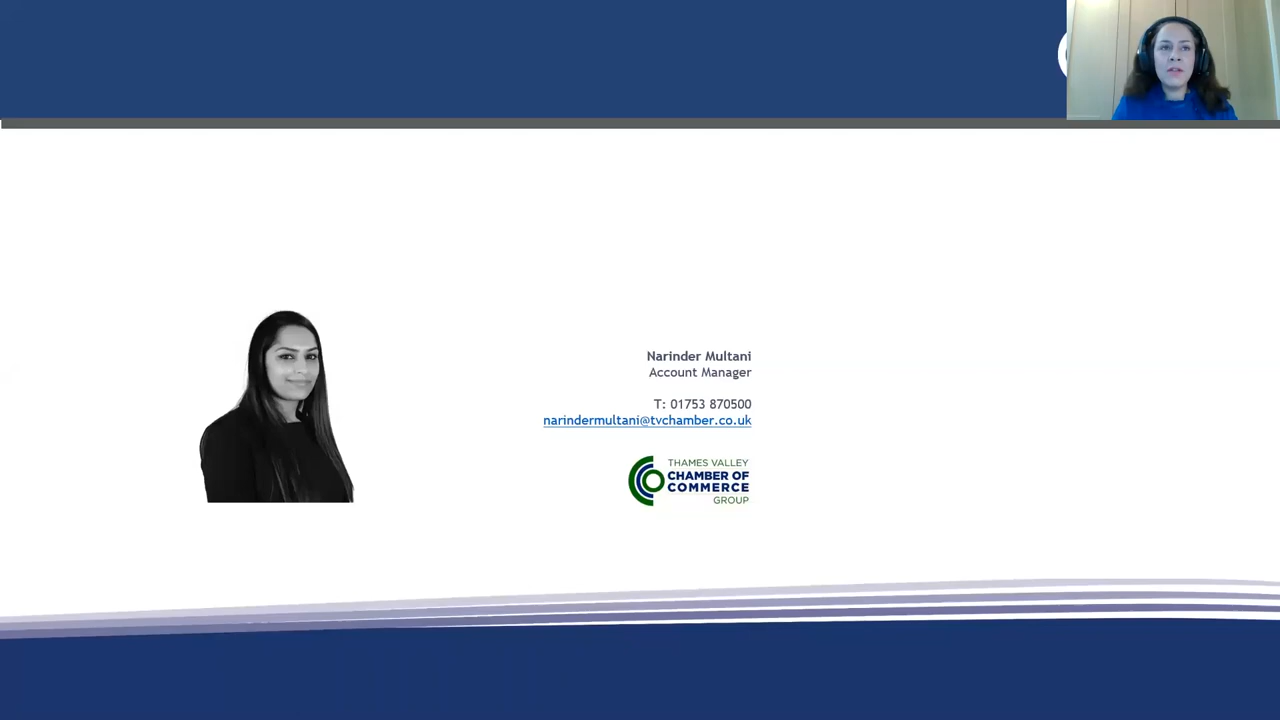 Narinder Multani
Account Manager
T: 01753 870500
narindermultani@tvchamber.co.uk
THAMES VALLEY
CHAMBER OF
COMMERCE
GROUP